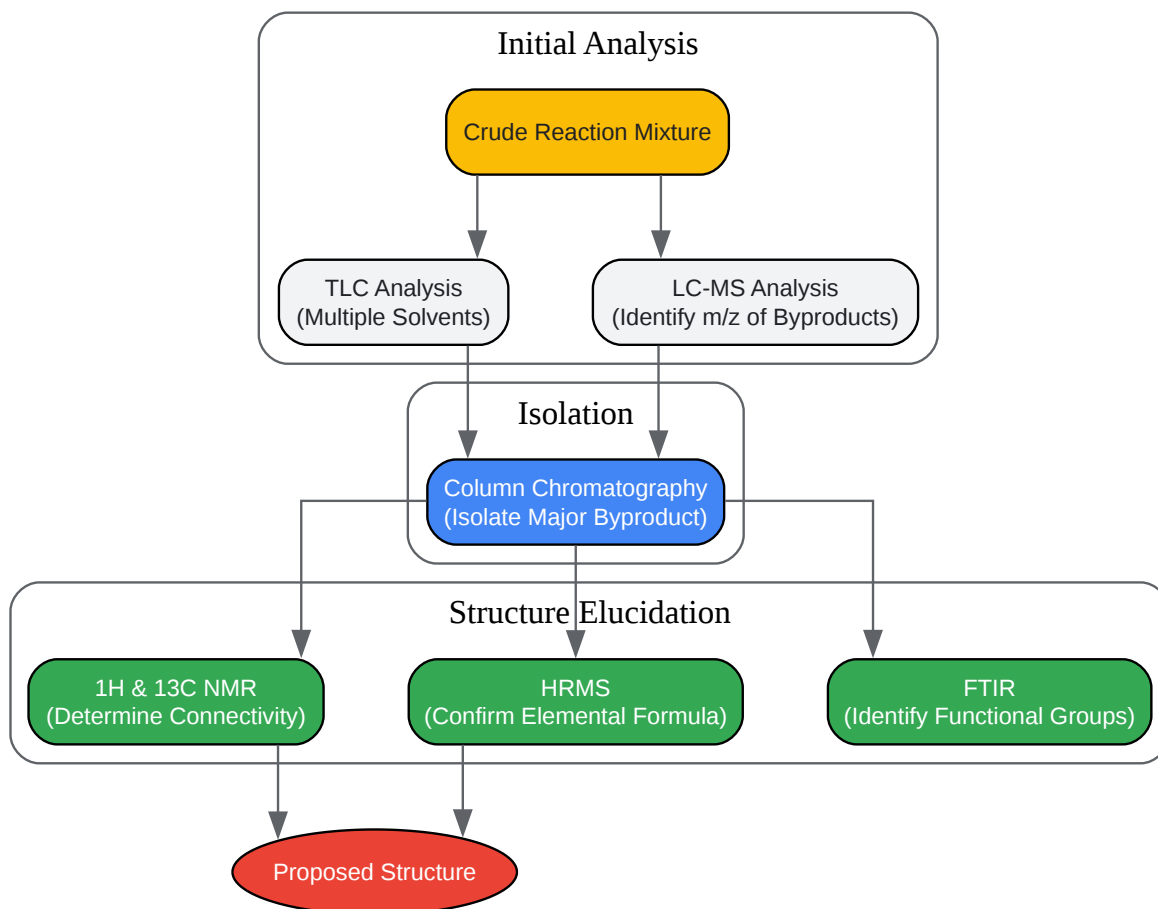 Initial Analysis
Crude Reaction Mixture
TLC Analysis
(Multiple Solvents)
LC-MS Analysis
(Identify m/z of Byproducts)
Isolation
Column Chromatography
(Isolate Major Byproduct)
Structure Elucidation
1H & 13C NMR
(Determine Connectivity)
HRMS
(Confirm Elemental Formula)
FTIR
(Identify Functional Groups)
Proposed Structure